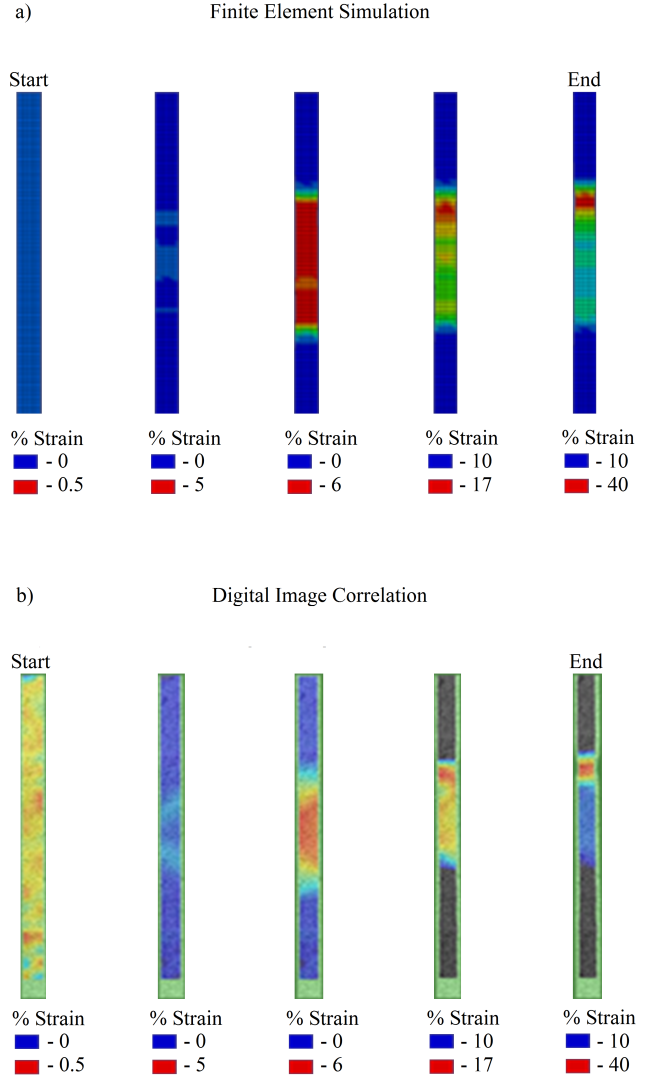 a)
Finite Element Simulation
Start
End
% Strain
% Strain
% Strain
% Strain
% Strain
- 0
- 0
- 0
- 10
- 10
- 0.5
- 5
- 6
- 17
- 40
b)
Digital Image Correlation
Start
End
% Strain
% Strain
% Strain
% Strain
% Strain
- 0
- 0
- 0
- 10
- 10
- 0.5
- 5
- 6
- 17
- 40